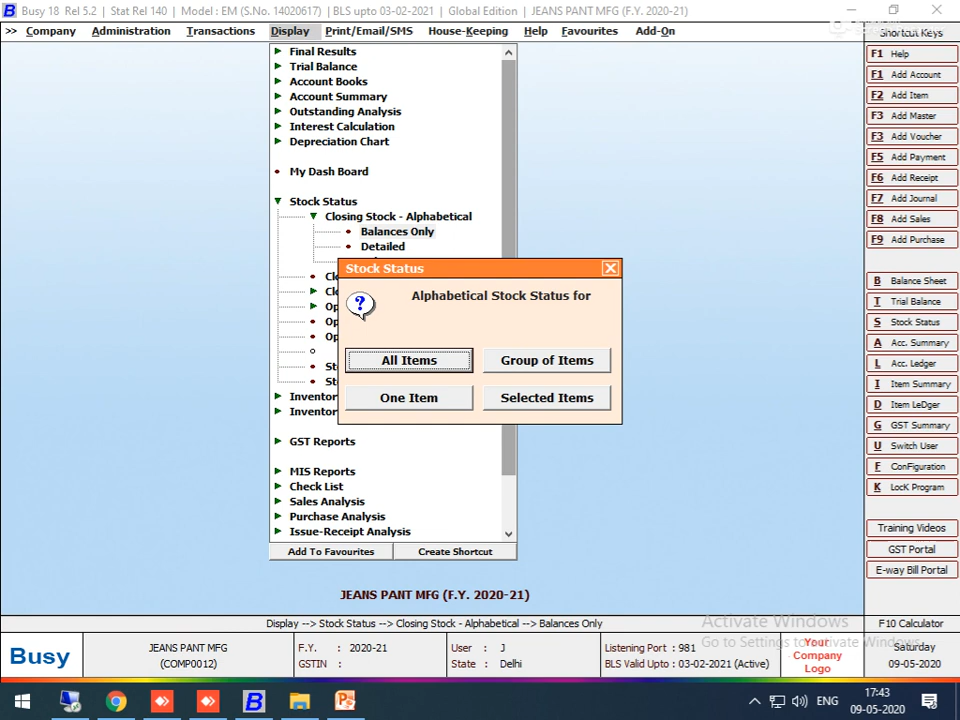 Busy 18 Rel 5.2 | Stat Rel 140 | Model : EM (S.No. 14020617) | BLS upto 03-02-2021 | Global Edition | JEANS PANT MFG (F.Y. 2020-21)
>> Company Administration Transactions Display Print/Email/SMS House-Keeping Help Favourites Add-On
Final Results
Trial Balance
Account Books
Account Summary
Outstanding Analysis
Interest Calculation
Depreciation Chart
My Dash Board
Stock Status
Closing Stock - Alphabetical
Balances Only
Detailed
Inventor
Inventor
GST Reports
MIS Reports
Check List
Sales Analysis
Purchase Analysis
Issue-Receipt Analysis
Add To Favourites Create Shortcut
Stock Status
?
Alphabetical Stock Status for
All Items Group of Items
One Item Selected Items
Shortcut Keys
F1 Help
F1 Add Account
F2 Add Item
F3 Add Master
F3 Add Voucher
F5 Add Payment
F6 Add Receipt
F7 Add Journal
F8 Add Sales
F9 Add Purchase
B Balance Sheet
T Trial Balance
S Stock Status
A Acc. Summary
L Acc. Ledger
I Item Summary
D Item LeDger
G GST Summary
U Switch User
F ConFiguration
K LocK Program
Training Videos
GST Portal
E-way Bill Portal
JEANS PANT MFG (F.Y. 2020-21)
Display --> Stock Status --> Closing Stock - Alphabetical --> Balances Only
F10 Calculator
Activate Windows
Go to Settings to activate Windows.
Busy
JEANS PANT MFG
(COMP0012)
F.Y. : 2020-21
GSTIN :
User : J
State : Delhi
Listening Port : 981
BLS Valid Upto : 03-02-2021 (Active)
Your
Company
Logo
Saturday
09-05-2020
ENG
17:43
09-05-2020